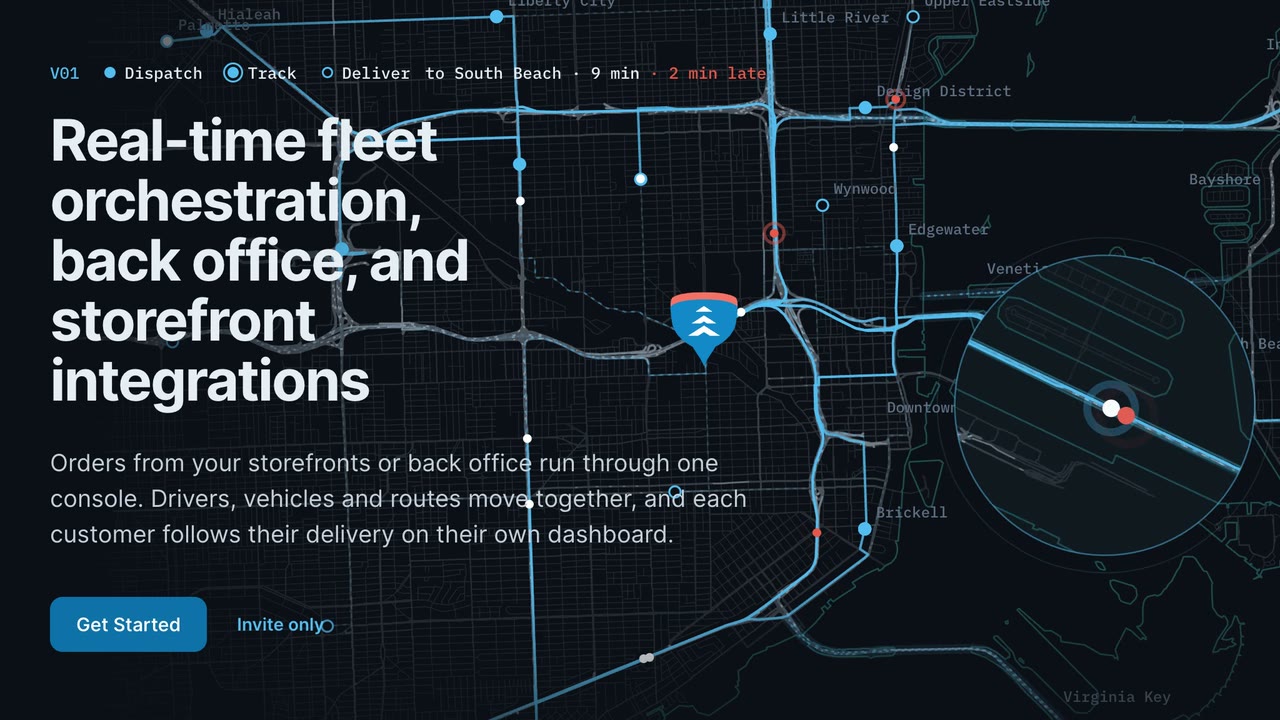 Hialeah
Palmetto
Liberty City
Little River
Upper Eastside
V01 Dispatch Track Deliver to South Beach · 9 min · 2 min late
Design District
Real-time fleet
orchestration,
back office, and
storefront
integrations
Wynwood
Bayshore
Edgewater
Downtown
Orders from your storefronts or back office run through one
console. Drivers, vehicles and routes move together, and each
customer follows their delivery on their own dashboard.
Brickell
Get Started
Invite only
Virginia Key